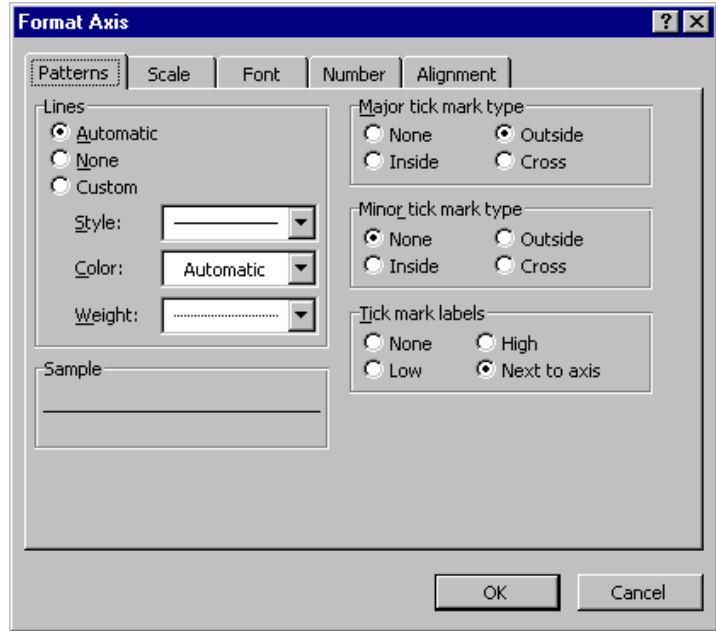 Format Axis
Patterns Scale Font Number Alignment
Lines
Automatic
None
Custom
Style:
Color: Automatic
Weight:
Sample
Major tick mark type
None Outside
Inside Cross
Minor tick mark type
None Outside
Inside Cross
Tick mark labels
None High
Low Next to axis
OK Cancel